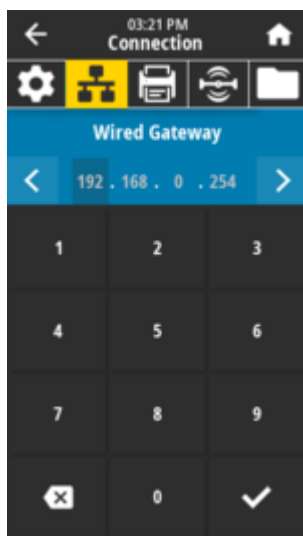 03:21 PM
Connection
Wired Gateway
192 . 168 . 0 . 254
1 2 3
4 5 6
7 8 9
0